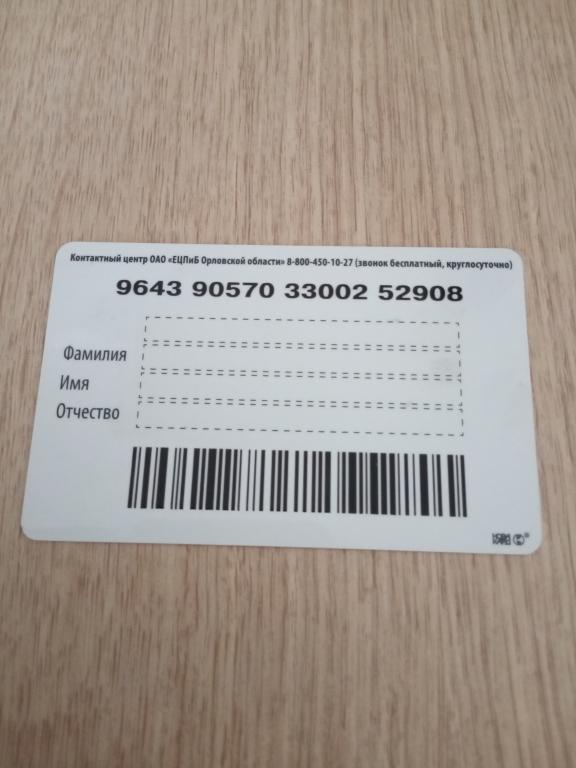 Контактный центр ОАО «ЕЦПиБ Орловской области» 8-800-450-10-27 (звонок бесплатный, круглосуточно)
9643 90570 33002 52908
Фамилия
Имя
Отчество